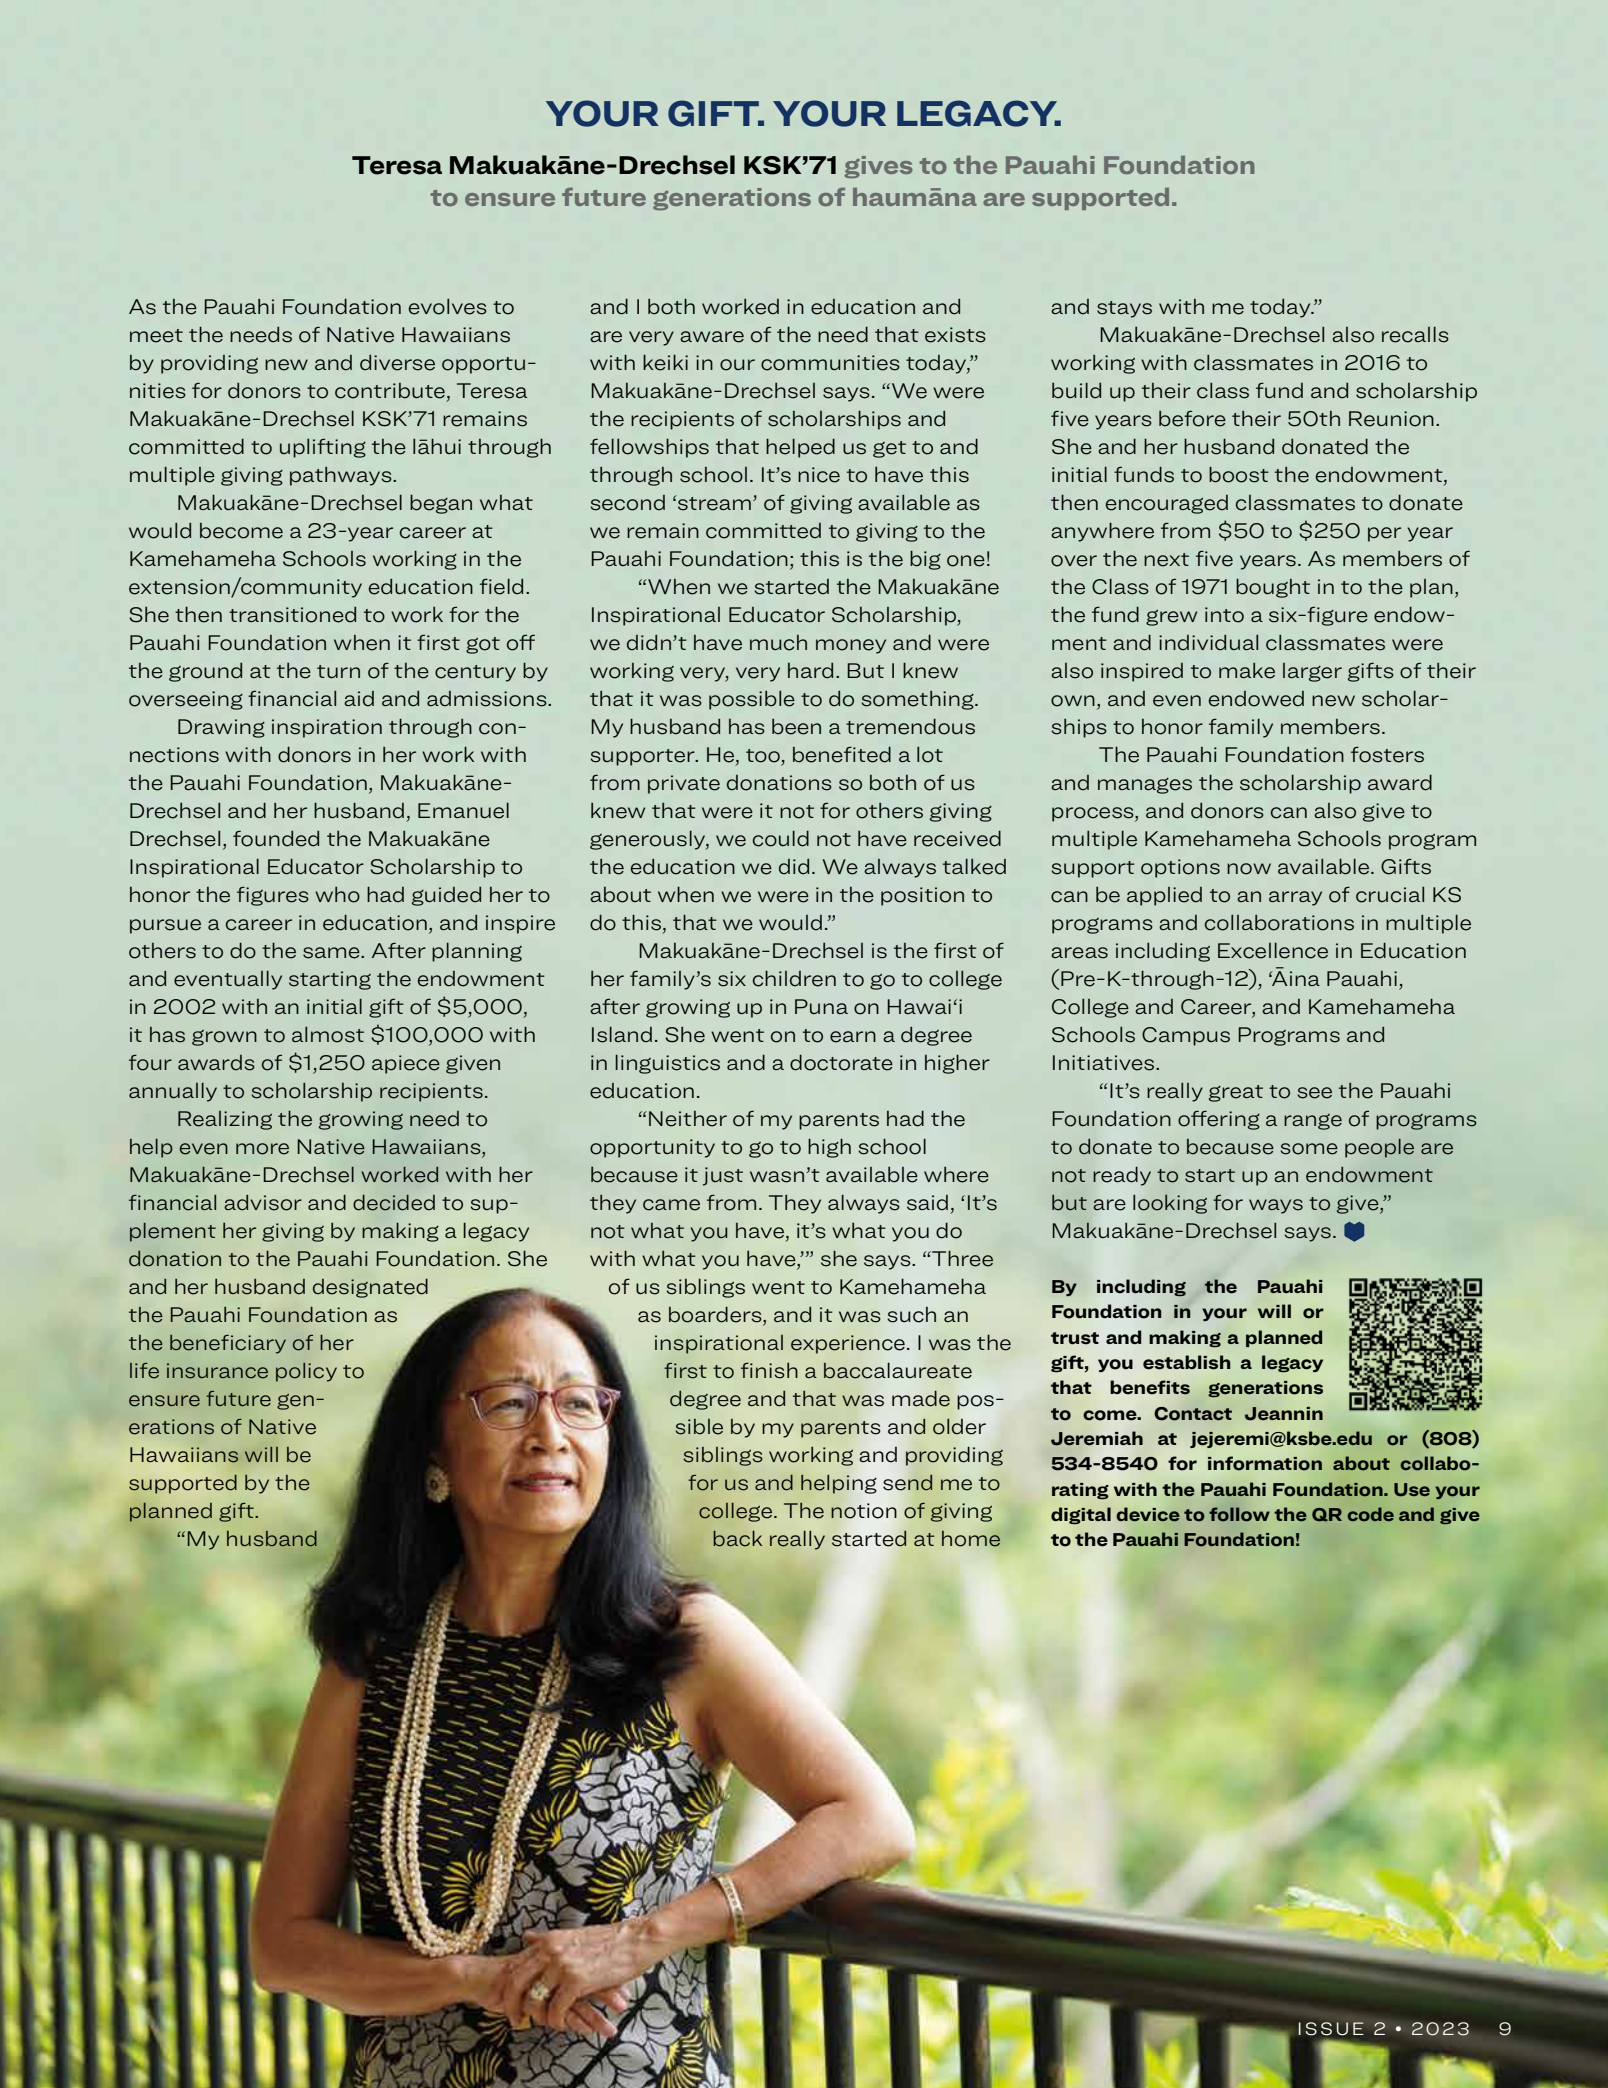 YOUR GIFT. YOUR LEGACY.
Teresa Makuakāne-Drechsel KSK’71 gives to the Pauahi Foundation
to ensure future generations of haumāna are supported.
As the Pauahi Foundation evolves to
meet the needs of Native Hawaiians
by providing new and diverse opportu-
nities for donors to contribute, Teresa
Makuakāne-Drechsel KSK’71 remains
committed to uplifting the lāhui through
multiple giving pathways.
Makuakāne-Drechsel began what
would become a 23-year career at
Kamehameha Schools working in the
extension/community education field.
She then transitioned to work for the
Pauahi Foundation when it first got off
the ground at the turn of the century by
overseeing financial aid and admissions.
Drawing inspiration through con-
nections with donors in her work with
the Pauahi Foundation, Makuakāne-
Drechsel and her husband, Emanuel
Drechsel, founded the Makuakāne
Inspirational Educator Scholarship to
honor the figures who had guided her to
pursue a career in education, and inspire
others to do the same. After planning
and eventually starting the endowment
in 2002 with an initial gift of $5,000,
it has grown to almost $100,000 with
four awards of $1,250 apiece given
annually to scholarship recipients.
Realizing the growing need to
help even more Native Hawaiians,
Makuakāne-Drechsel worked with her
financial advisor and decided to sup-
plement her giving by making a legacy
donation to the Pauahi Foundation. She
and her husband designated
the Pauahi Foundation as
the beneficiary of her
life insurance policy to
ensure future gen-
erations of Native
Hawaiians will be
supported by the
planned gift.
“My husband
and I both worked in education and
are very aware of the need that exists
with keiki in our communities today,”
Makuakāne-Drechsel says. “We were
the recipients of scholarships and
fellowships that helped us get to and
through school. It’s nice to have this
second ‘stream’ of giving available as
we remain committed to giving to the
Pauahi Foundation; this is the big one!
“When we started the Makuakāne
Inspirational Educator Scholarship,
we didn’t have much money and were
working very, very hard. But I knew
that it was possible to do something.
My husband has been a tremendous
supporter. He, too, benefited a lot
from private donations so both of us
knew that were it not for others giving
generously, we could not have received
the education we did. We always talked
about when we were in the position to
do this, that we would.”
Makuakāne-Drechsel is the first of
her family’s six children to go to college
after growing up in Puna on Hawai‘i
Island. She went on to earn a degree
in linguistics and a doctorate in higher
education.
“Neither of my parents had the
opportunity to go to high school
because it just wasn’t available where
they came from. They always said, ‘It’s
not what you have, it’s what you do
with what you have,’” she says. “Three
of us siblings went to Kamehameha
as boarders, and it was such an
inspirational experience. I was the
first to finish a baccalaureate
degree and that was made pos-
sible by my parents and older
siblings working and providing
for us and helping send me to
college. The notion of giving
back really started at home
and stays with me today.”
Makuakāne-Drechsel also recalls
working with classmates in 2016 to
build up their class fund and scholarship
five years before their 50th Reunion.
She and her husband donated the
initial funds to boost the endowment,
then encouraged classmates to donate
anywhere from $50 to $250 per year
over the next five years. As members of
the Class of 1971 bought in to the plan,
the fund grew into a six-figure endow-
ment and individual classmates were
also inspired to make larger gifts of their
own, and even endowed new scholar-
ships to honor family members.
The Pauahi Foundation fosters
and manages the scholarship award
process, and donors can also give to
multiple Kamehameha Schools program
support options now available. Gifts
can be applied to an array of crucial KS
programs and collaborations in multiple
areas including Excellence in Education
(Pre-K-through-12), ‘Āina Pauahi,
College and Career, and Kamehameha
Schools Campus Programs and
Initiatives.
“It’s really great to see the Pauahi
Foundation offering a range of programs
to donate to because some people are
not ready to start up an endowment
but are looking for ways to give,”
Makuakāne-Drechsel says.
By including the Pauahi
Foundation in your will or
trust and making a planned
gift, you establish a legacy
that benefits generations
to come. Contact Jeannin
Jeremiah at jejeremi@ksbe.edu or (808)
534-8540 for information about collabo-
rating with the Pauahi Foundation. Use your
digital device to follow the QR code and give
to the Pauahi Foundation!
ISSUE 2 • 2023 9